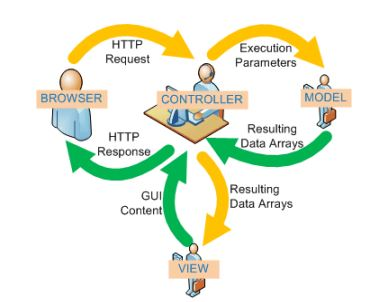 HTTP
Request
Execution
Parameters
BROWSER
CONTROLLER
MODEL
HTTP
Response
Resulting
Data Arrays
GUI
Content
Resulting
Data Arrays
VIEW